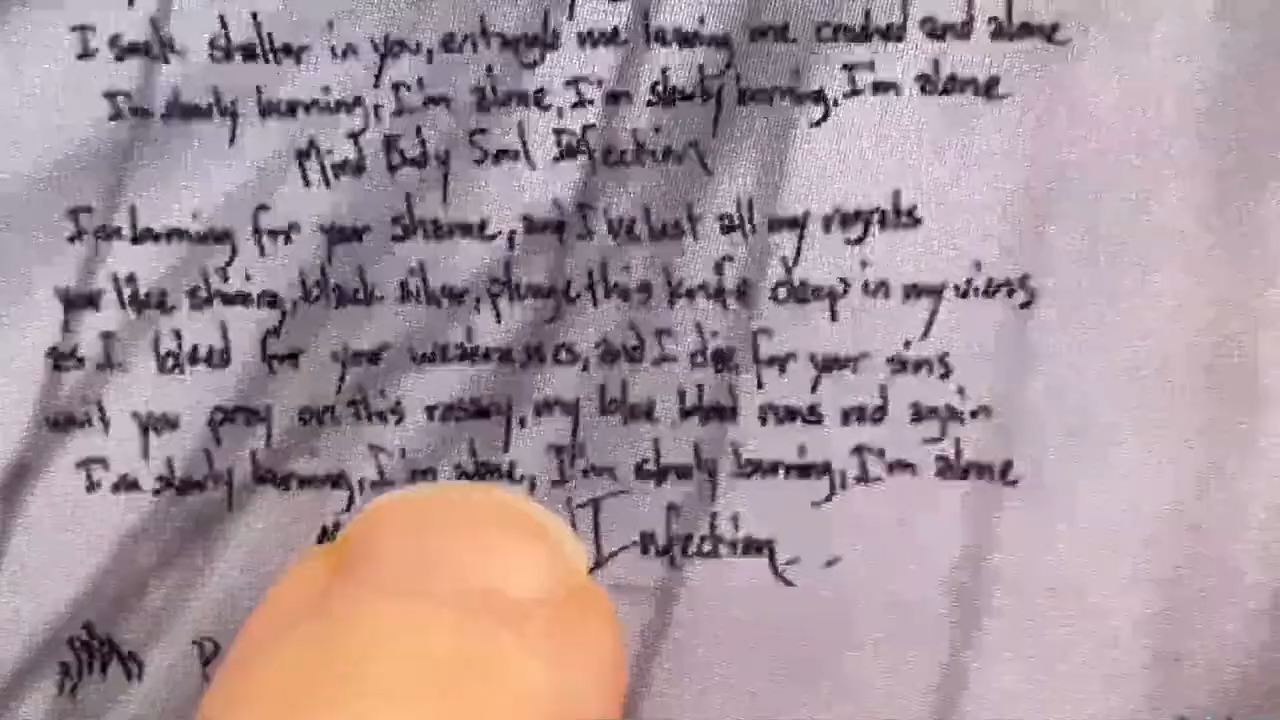 I seek shelter in you, entangle me leaving me crushed and alone
I'm slowly burning, I'm alone, I'm slowly burning, I'm alone
Mind Body Soul Infection
I am burning for your shame, and I've lost all my regrets
your like shining, black silver, plunge this knife deep in my
as I bleed for your weakness, and I die for your sins
wait you pray on this rosary, my blue blood runs red again
I'm slowly burning, I'm alone, I'm slowly burning, I'm alone
Infection